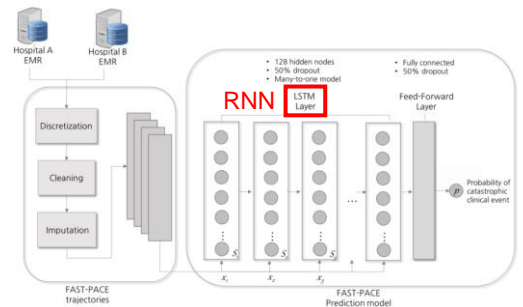 Hospital A
EMR
Hospital B
EMR
Discretization
Cleaning
Imputation
FAST-PACE
trajectories
• 128 hidden nodes
• 50% dropout
• Many-to-one model
• Fully connected
• 50% dropout
RNN
LSTM
Layer
Feed-Forward
Layer
...
p
Probability of
catastrophic
clinical event
FAST-PACE
Prediction model